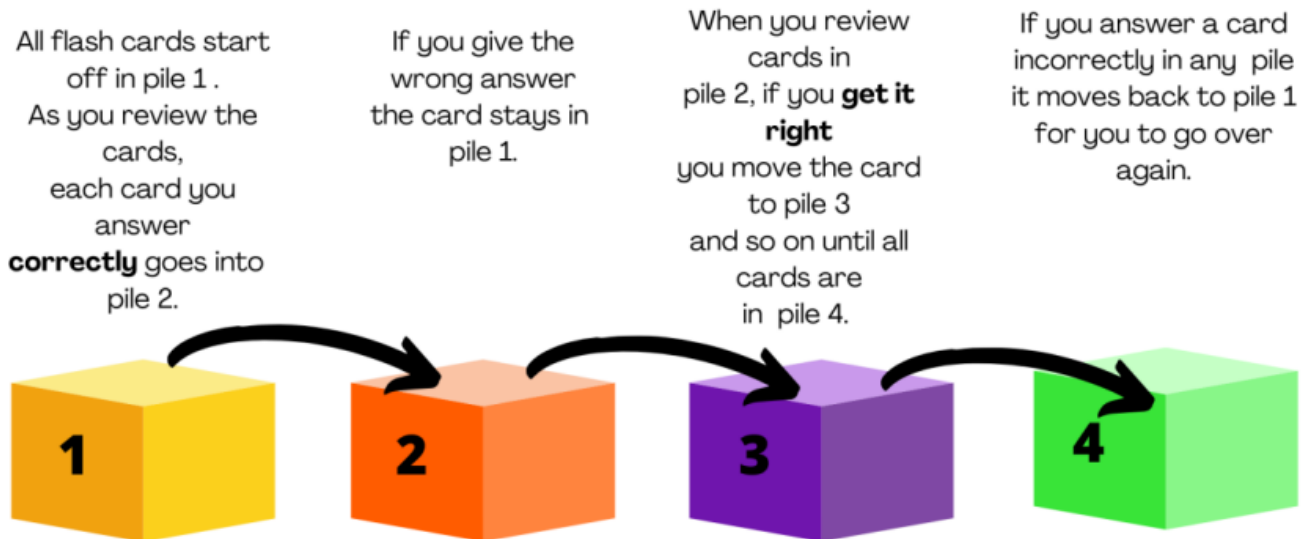 All flash cards start
off in pile 1 .
As you review the
cards,
each card you
answer
correctly goes into
pile 2.
If you give the
wrong answer
the card stays in
pile 1.
When you review
cards in
pile 2, if you get it
right
you move the card
to pile 3
and so on until all
cards are
in pile 4.
If you answer a card
incorrectly in any pile
it moves back to pile 1
for you to go over
again.
1
2
3
4